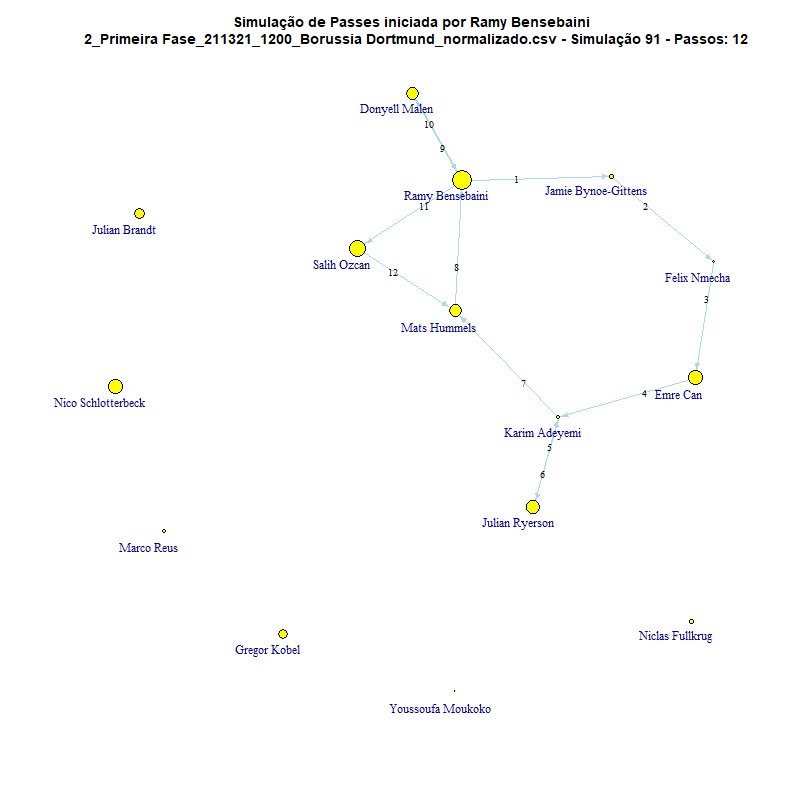 Simulação de Passes iniciada por Ramy Bensebaini
2_Primeira Fase_211321_1200_Borussia Dortmund_normalizado.csv - Simulação 91 - Passos: 12
Donyell Malen
10
9
Ramy Bensebaini
1
Jamie Bynoe-Gittens
11
2
Julian Brandt
Salih Ozcan
12
8
Felix Nmecha
3
Mats Hummels
7
4
Emre Can
Nico Schlotterbeck
Karim Adeyemi
5
6
Julian Ryerson
Marco Reus
Niclas Fullkrug
Gregor Kobel
Youssoufa Moukoko